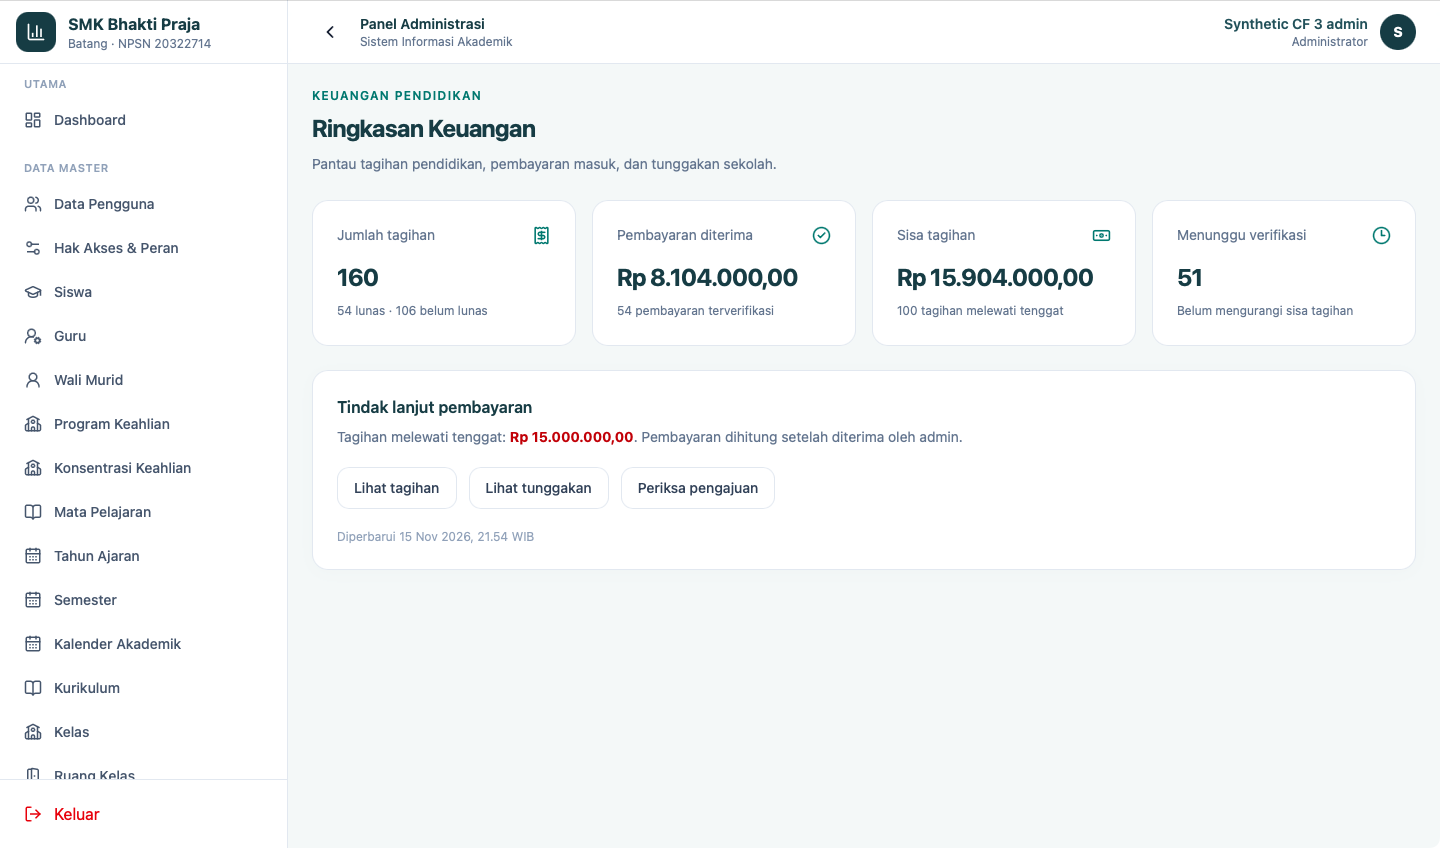 SMK Bhakti Praja
Batang · NPSN 20322714
UTAMA
Dashboard
DATA MASTER
Data Pengguna
Hak Akses & Peran
Siswa
Guru
Wali Murid
Program Keahlian
Konsentrasi Keahlian
Mata Pelajaran
Tahun Ajaran
Semester
Kalender Akademik
Kurikulum
Kelas
Ruang Kelas
Keluar
Panel Administrasi
Sistem Informasi Akademik
Synthetic CF 3 admin
Administrator
S
KEUANGAN PENDIDIKAN
Ringkasan Keuangan
Pantau tagihan pendidikan, pembayaran masuk, dan tunggakan sekolah.
Jumlah tagihan
160
54 lunas · 106 belum lunas
Pembayaran diterima
Rp 8.104.000,00
54 pembayaran terverifikasi
Sisa tagihan
Rp 15.904.000,00
100 tagihan melewati tenggat
Menunggu verifikasi
51
Belum mengurangi sisa tagihan
Tindak lanjut pembayaran
Tagihan melewati tenggat: Rp 15.000.000,00. Pembayaran dihitung setelah diterima oleh admin.
Lihat tagihan
Lihat tunggakan
Periksa pengajuan
Diperbarui 15 Nov 2026, 21.54 WIB